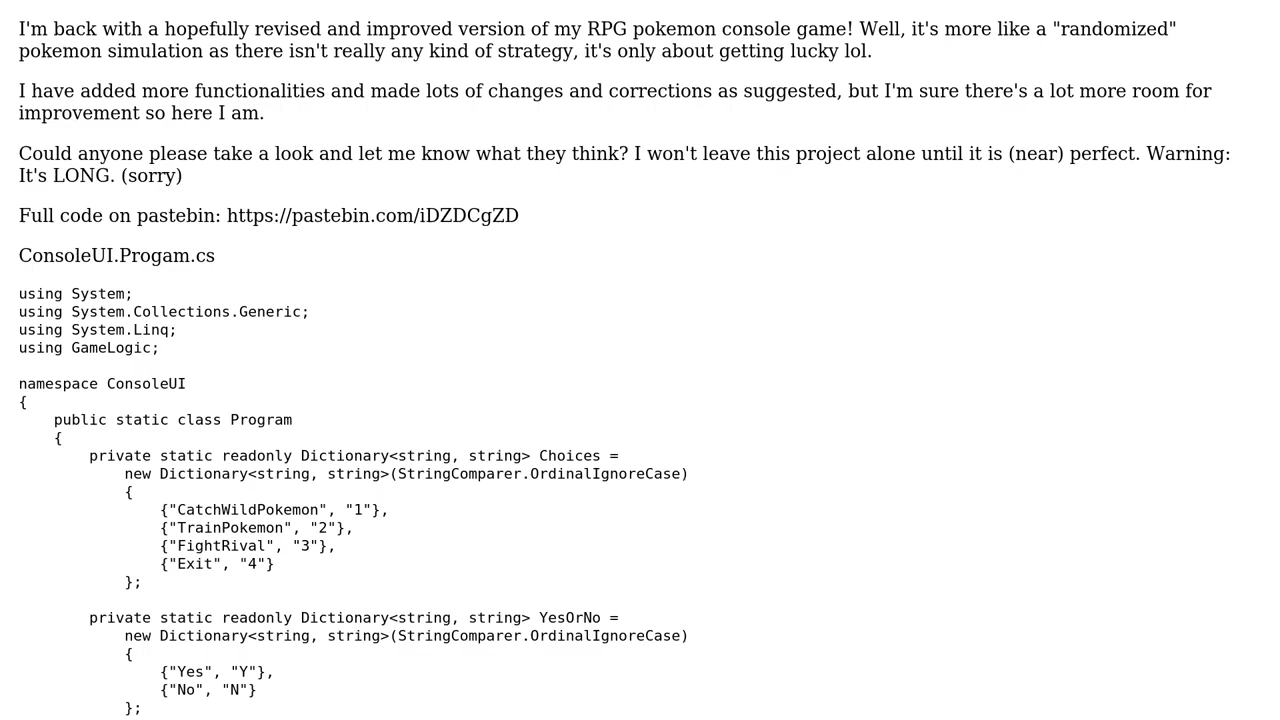 I'm back with a hopefully revised and improved version of my RPG pokemon console game! Well, it's more like a "randomized"
pokemon simulation as there isn't really any kind of strategy, it's only about getting lucky lol.
I have added more functionalities and made lots of changes and corrections as suggested, but I'm sure there's a lot more room for
improvement so here I am.
Could anyone please take a look and let me know what they think? I won't leave this project alone until it is (near) perfect. Warning:
It's LONG. (sorry)
Full code on pastebin: https://pastebin.com/iDZDCgZD
ConsoleUI.Progam.cs
using System;
using System.Collections.Generic;
using System.Linq;
using GameLogic;
namespace ConsoleUI
{
    public static class Program
    {
        private static readonly Dictionary<string, string> Choices =
            new Dictionary<string, string>(StringComparer.OrdinalIgnoreCase)
            {
                {"CatchWildPokemon", "1"},
                {"TrainPokemon", "2"},
                {"FightRival", "3"},
                {"Exit", "4"}
            };
        private static readonly Dictionary<string, string> YesOrNo =
            new Dictionary<string, string>(StringComparer.OrdinalIgnoreCase)
            {
                {"Yes", "Y"},
                {"No", "N"}
            };